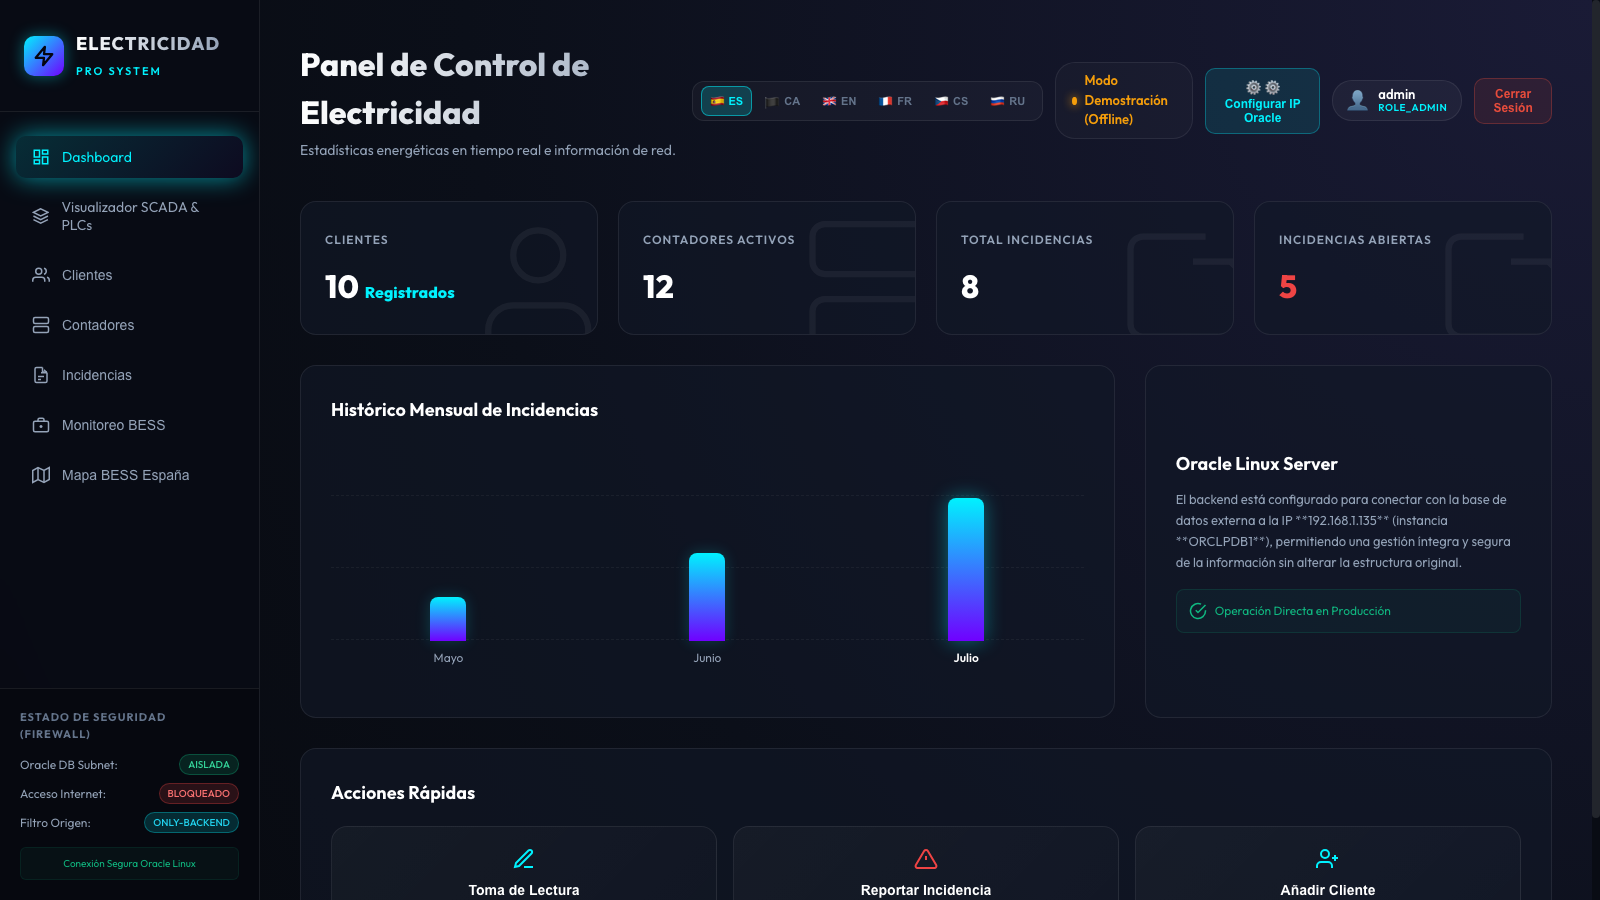 ELECTRICIDAD
PRO SYSTEM
Dashboard
Visualizador SCADA &
PLCs
Clientes
Contadores
Incidencias
Monitoreo BESS
Mapa BESS España
ESTADO DE SEGURIDAD
(FIREWALL)
Oracle DB Subnet: AISLADA
Acceso Internet: BLOQUEADO
Filtro Origen: ONLY-BACKEND
Conexión Segura Oracle Linux
Panel de Control de
Electricidad
Estadísticas energéticas en tiempo real e información de red.
ES CA EN FR CS RU
Modo
Demostración
(Offline)
Configurar IP
Oracle
admin
ROLE_ADMIN
Cerrar
Sesión
CLIENTES
10 Registrados
CONTADORES ACTIVOS
12
TOTAL INCIDENCIAS
8
INCIDENCIAS ABIERTAS
5
Histórico Mensual de Incidencias
Mayo Junio Julio
Oracle Linux Server
El backend está configurado para conectar con la base de
datos externa a la IP **192.168.1.135** (instancia
**ORCLPDB1**), permitiendo una gestión íntegra y segura
de la información sin alterar la estructura original.
Operación Directa en Producción
Acciones Rápidas
Toma de Lectura
Reportar Incidencia
Añadir Cliente